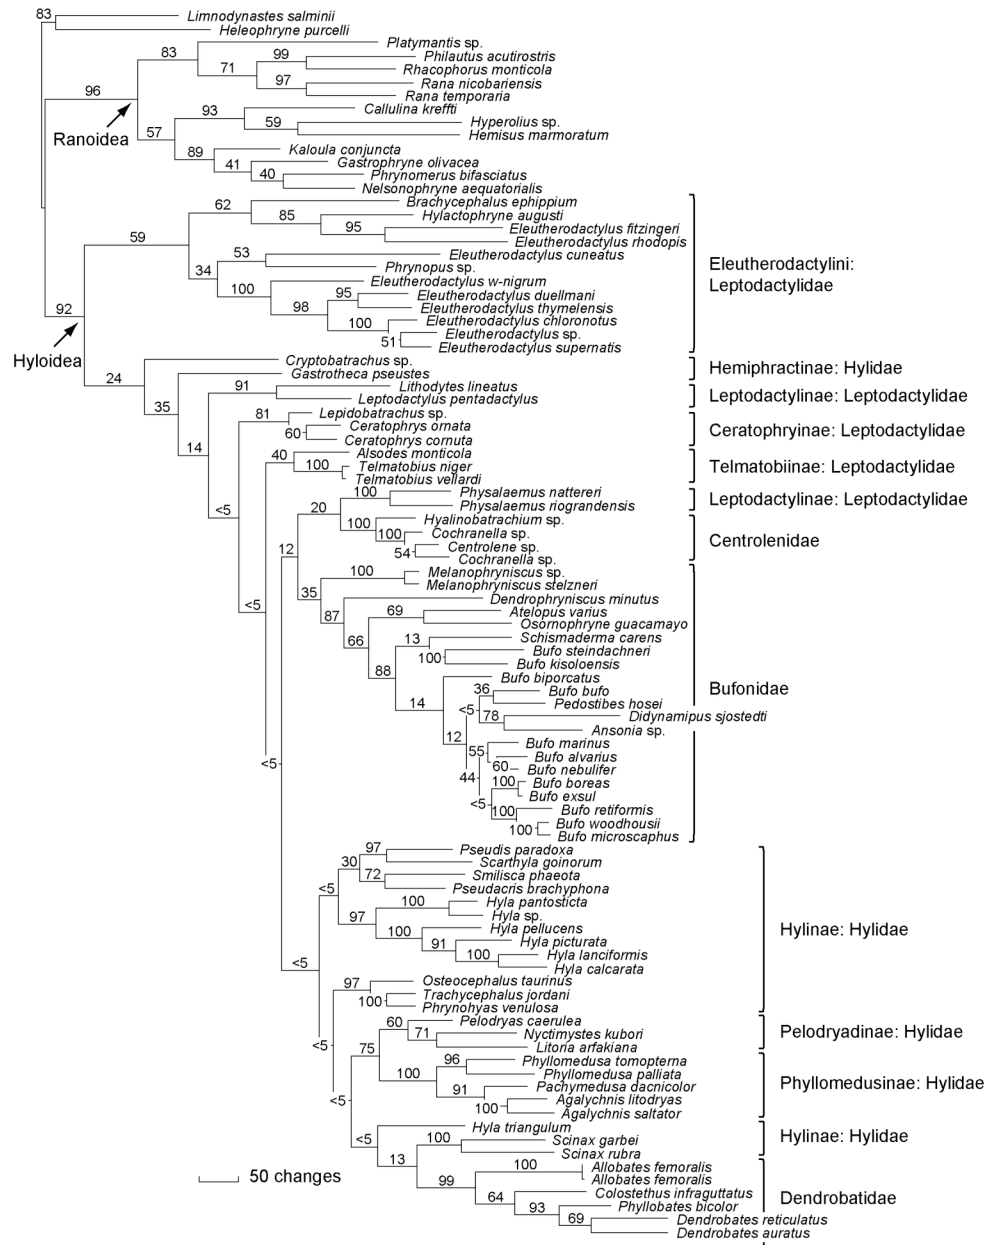 83
Limnodynastes salminii
Heleophryne purcelli
Platymantis sp.
83
99
Philautus acutirostris
71
Rhacophorus monticola
97
Rana nicobariensis
Rana temporaria
96
Ranoidea
93
Callulina kreffti
59
Hyperolius sp.
Hemisus marmoratum
57
89
Kaloula conjuncta
41
Gastrophryne olivacea
40
Phrynomerus bifasciatus
Nelsonophryne aequatorialis
62
Brachycephalus ephippium
85
Hylactophryne augusti
95
Eleutherodactylus fitzingeri
Eleutherodactylus rhodopis
59
53
Eleutherodactylus cuneatus
Phrynopus sp.
34
100
Eleutherodactylus w-nigrum
95
Eleutherodactylus duellmani
98
Eleutherodactylus thymelensis
100
Eleutherodactylus chloronotus
Eleutherodactylus sp.
51
Eleutherodactylus supernatis
Eleutherodactylini:
Leptodactylidae
92
Hyloidea
24
Cryptobatrachus sp.
Gastrotheca pseustes
Hemiphractinae: Hylidae
35
91
Lithodytes lineatus
Leptodactylus pentadactylus
Leptodactylinae: Leptodactylidae
14
81
Lepidobatrachus sp.
60
Ceratophrys ornata
Ceratophrys cornuta
Ceratophryinae: Leptodactylidae
<5
40
Alsodes monticola
100
Telmatobius niger
Telmatobius vellardi
Telmatobiinae: Leptodactylidae
<5
100
Physalaemus nattereri
Physalaemus riograndensis
Leptodactylinae: Leptodactylidae
20
100
Hyalinobatrachium sp.
100
Cochranella sp.
54
Centrolene sp.
Cochranella sp.
Centrolenidae
12
35
100
Melanophryniscus sp.
Melanophryniscus stelzneri
87
Dendrophryniscus minutus
66
69
Atelopus varius
Osornophryne guacamayo
88
13
Schismaderma carens
100
Bufo steindachneri
Bufo kisoloensis
14
Bufo biporcatus
12
<5
36
Bufo bufo
Pedostibes hosei
78
Didynamipus sjostedti
Ansonia sp.
44
55
Bufo marinus
60
Bufo alvarius
Bufo nebulifer
<5
100
Bufo boreas
Bufo exsul
100
Bufo retiformis
100
Bufo woodhousii
Bufo microscaphus
Bufonidae
<5
<5
<5
30
97
Pseudis paradoxa
Scarthyla goinorum
72
Smilisca phaeota
Pseudacris brachyphona
97
100
Hyla pantosticta
Hyla sp.
100
Hyla pellucens
91
Hyla picturata
100
Hyla lanciformis
Hyla calcarata
Hylinae: Hylidae
<5
97
Osteocephalus taurinus
100
Trachycephalus jordani
Phrynohyas venulosa
<5
75
60
Pelodryas caerulea
71
Nyctimystes kubori
Litoria arfakiana
Pelodryadinae: Hylidae
100
96
Phyllomedusa tomopterna
Phyllomedusa palliata
91
Pachymedusa dacnicolor
100
Agalychnis litodryas
Agalychnis saltator
Phyllomedusinae: Hylidae
<5
Hyla triangulum
13
100
Scinax garbei
Scinax rubra
Hylinae: Hylidae
99
100
Allobates femoralis
Allobates femoralis
64
Colostethus infraguttatus
93
Phyllobates bicolor
69
Dendrobates reticulatus
Dendrobates auratus
Dendrobatidae
50 changes